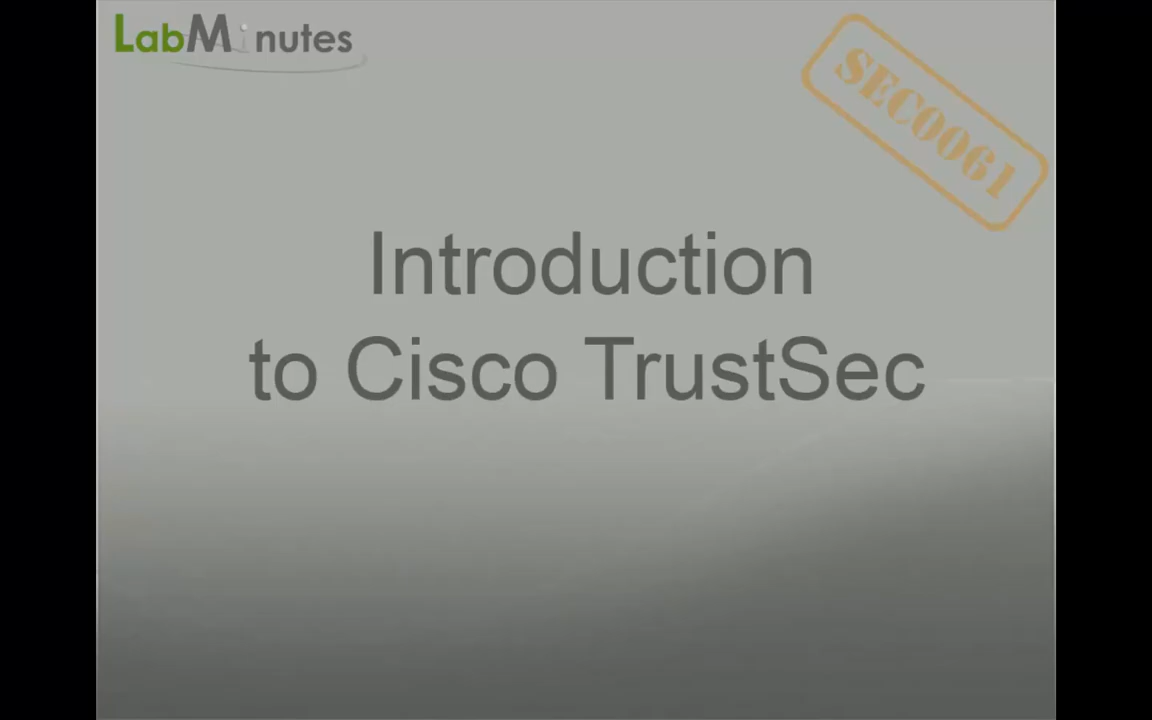 LabMinutes
SEC0061
Introduction
to Cisco TrustSec